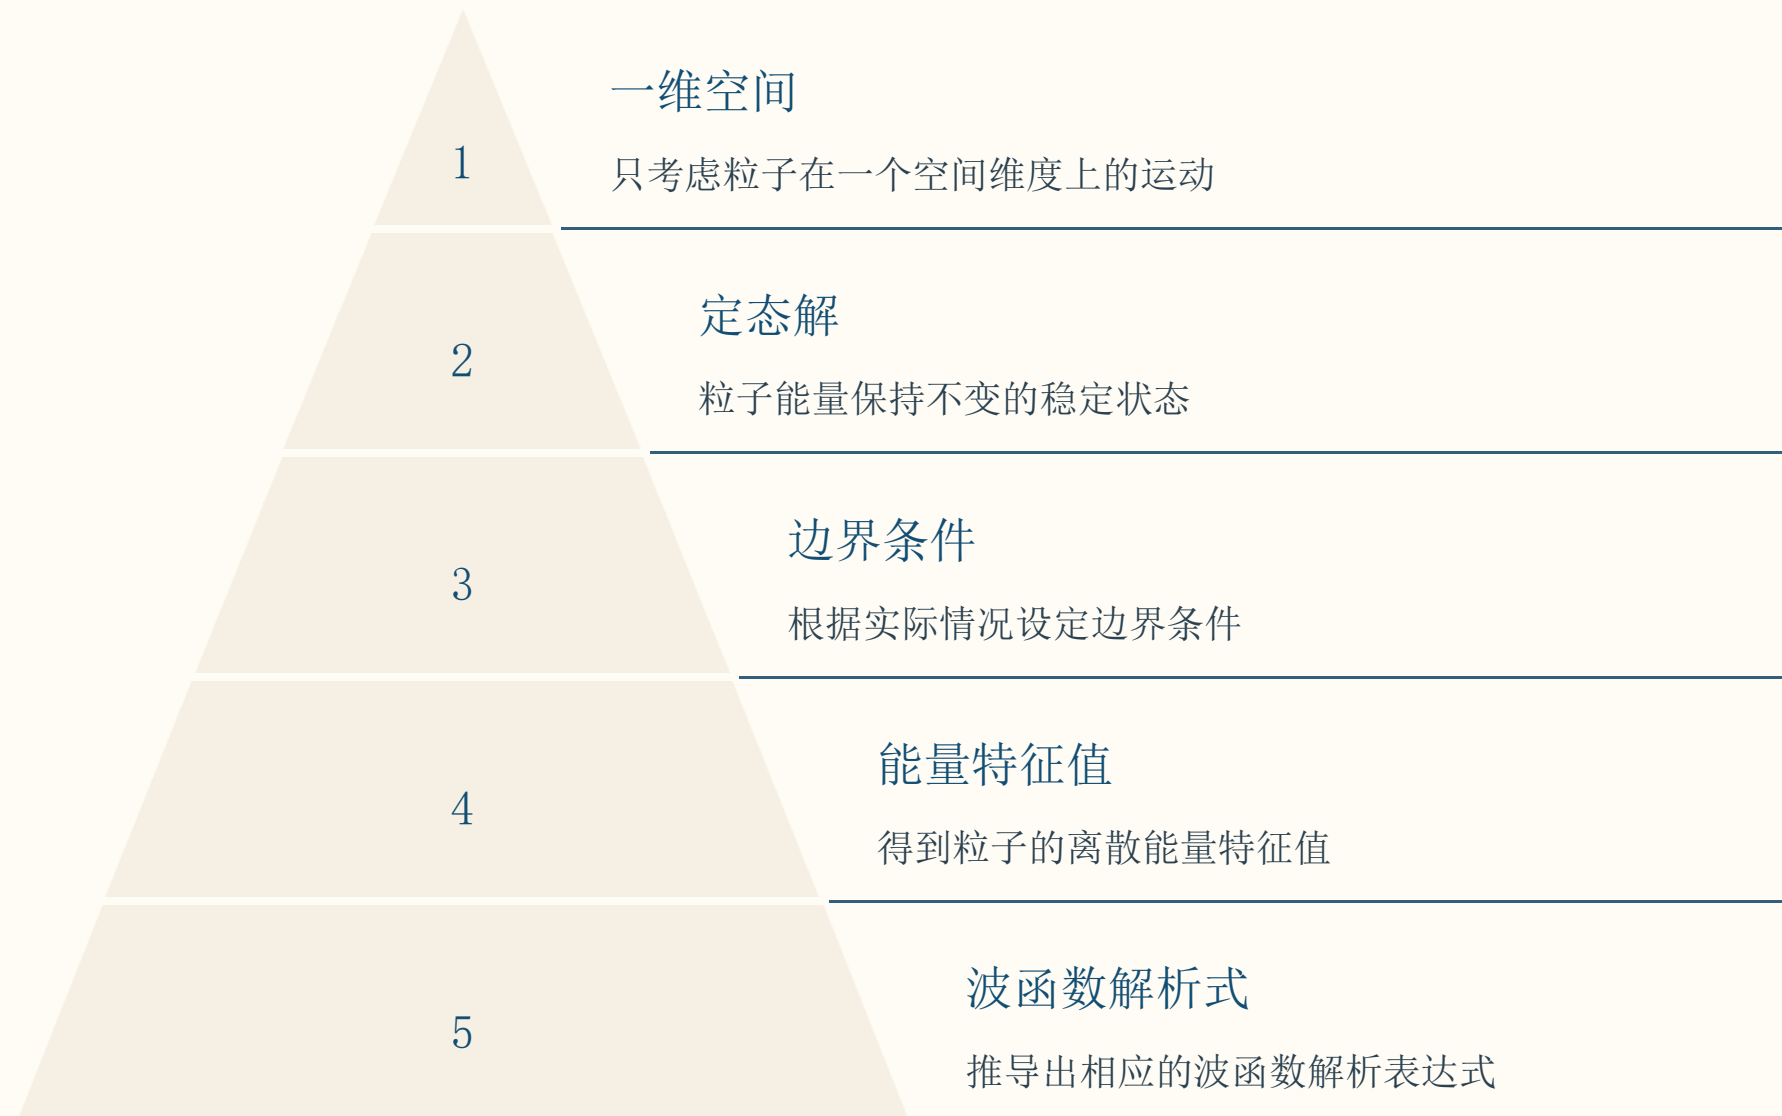 一维空间
1
只考虑粒子在一个空间维度上的运动
定态解
2
粒子能量保持不变的稳定状态
边界条件
3
根据实际情况设定边界条件
能量特征值
4
得到粒子的离散能量特征值
波函数解析式
5
推导出相应的波函数解析表达式